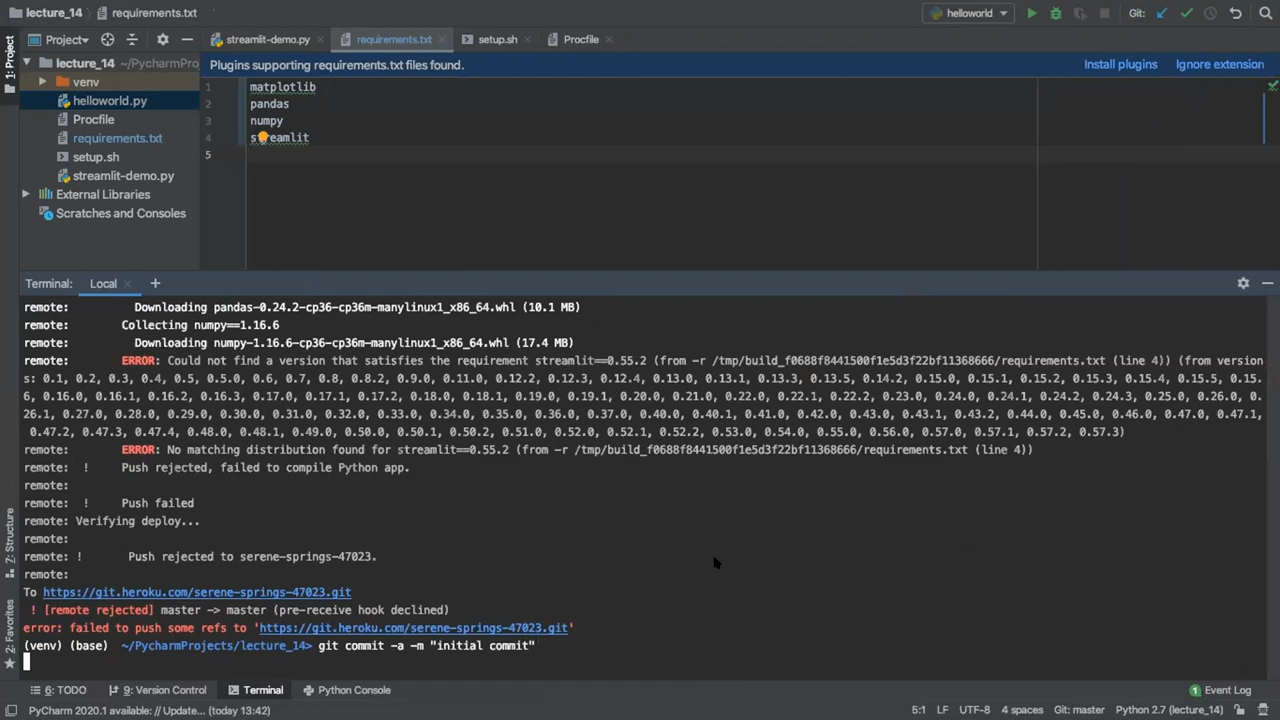 lecture_14 requirements.txt helloworld Git:
1: Project Project streamlit-demo.py requirements.txt setup.sh Procfile
lecture_14 ~/PycharmPro
venv
helloworld.py
Procfile
requirements.txt
setup.sh
streamlit-demo.py
External Libraries
Scratches and Consoles
Plugins supporting requirements.txt files found. Install plugins Ignore extension
1 matplotlib
2 pandas
3 numpy
4 streamlit
5
Terminal: Local
remote: Downloading pandas-0.24.2-cp36-cp36m-manylinux1_x86_64.whl (10.1 MB)
remote: Collecting numpy==1.16.6
remote: Downloading numpy-1.16.6-cp36-cp36m-manylinux1_x86_64.whl (17.4 MB)
remote: ERROR: Could not find a version that satisfies the requirement streamlit==0.55.2 (from -r /tmp/build_f0688f8441500f1e5d3f22bf11368666/requirements.txt (line 4)) (from version
s: 0.1, 0.2, 0.3, 0.4, 0.5, 0.5.0, 0.6, 0.7, 0.8, 0.8.2, 0.9.0, 0.11.0, 0.12.2, 0.12.3, 0.12.4, 0.13.0, 0.13.1, 0.13.3, 0.13.5, 0.14.2, 0.15.0, 0.15.1, 0.15.2, 0.15.3, 0.15.4, 0.15.5, 0.15.
6, 0.16.0, 0.16.1, 0.16.2, 0.16.3, 0.17.0, 0.17.1, 0.17.2, 0.18.0, 0.18.1, 0.19.0, 0.19.1, 0.20.0, 0.21.0, 0.22.0, 0.22.1, 0.22.2, 0.23.0, 0.24.0, 0.24.1, 0.24.2, 0.24.3, 0.25.0, 0.26.0, 0.
26.1, 0.27.0, 0.28.0, 0.29.0, 0.30.0, 0.31.0, 0.32.0, 0.33.0, 0.34.0, 0.35.0, 0.36.0, 0.37.0, 0.40.0, 0.40.1, 0.41.0, 0.42.0, 0.43.0, 0.43.1, 0.43.2, 0.44.0, 0.45.0, 0.46.0, 0.47.0, 0.47.1,
0.47.2, 0.47.3, 0.47.4, 0.48.0, 0.48.1, 0.49.0, 0.50.0, 0.50.1, 0.50.2, 0.51.0, 0.52.0, 0.52.1, 0.52.2, 0.53.0, 0.54.0, 0.55.0, 0.56.0, 0.57.0, 0.57.1, 0.57.2, 0.57.3)
remote: ERROR: No matching distribution found for streamlit==0.55.2 (from -r /tmp/build_f0688f8441500f1e5d3f22bf11368666/requirements.txt (line 4))
remote: ! Push rejected, failed to compile Python app.
remote:
remote: ! Push failed
remote: Verifying deploy...
remote:
remote: ! Push rejected to serene-springs-47023.
remote:
To https://git.heroku.com/serene-springs-47023.git
! [remote rejected] master -> master (pre-receive hook declined)
error: failed to push some refs to 'https://git.heroku.com/serene-springs-47023.git'
(venv) (base) ~/PycharmProjects/lecture_14> git commit -a -m "initial commit"
7: Structure
2: Favorites
6: TODO 9: Version Control Terminal Python Console 1 Event Log
PyCharm 2020.1 available: // Update... (today 13:42) 5:1 LF UTF-8 4 spaces Git: master Python 2.7 (lecture_14)